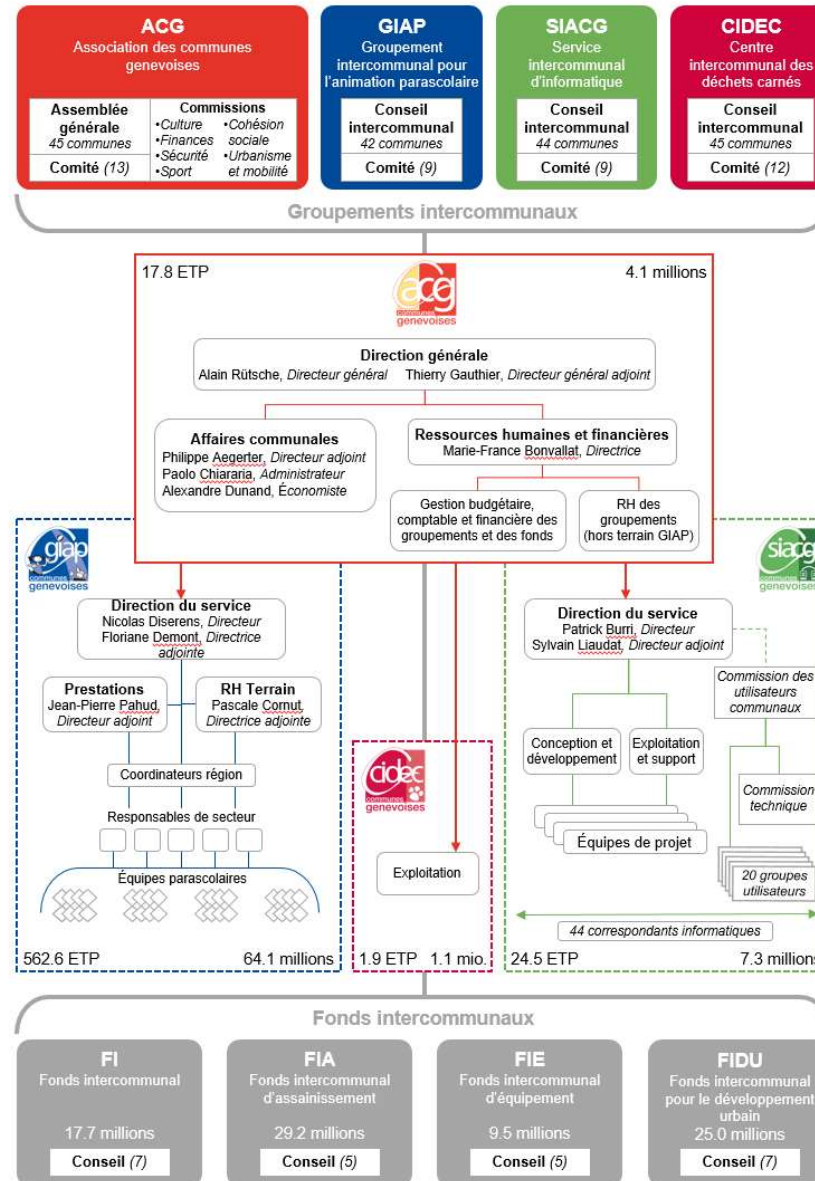 ACG
Association des communes
genevoises
Assemblée
générale
45 communes
Comité (13)
Commissions
•Culture
•Finances
•Sécurité
•Sport
•Cohésion
sociale
•Urbanisme
et mobilité
GIAP
Groupement
intercommunal pour
l'animation parascolaire
Conseil
intercommunal
42 communes
Comité (9)
SIACG
Service
intercommunal
d'informatique
Conseil
intercommunal
44 communes
Comité (9)
CIDEC
Centre
intercommunal des
déchets carnés
Conseil
intercommunal
45 communes
Comité (12)
Groupements intercommunaux
17.8 ETP
4.1 millions
acg
communes
genevoises
Direction générale
Alain Rütsche, Directeur général Thierry Gauthier, Directeur général adjoint
Affaires communales
Philippe Aegerter, Directeur adjoint
Paolo Chiararia, Administrateur
Alexandre Dunand, Économiste
Ressources humaines et financières
Marie-France Bonvallat, Directrice
Gestion budgétaire,
comptable et financière des
groupements et des fonds
RH des
groupements
(hors terrain GIAP)
giap
communes
genevoises
Direction du service
Nicolas Diserens, Directeur
Floriane Demont, Directrice
adjointe
Prestations
Jean-Pierre Pahud,
Directeur adjoint
RH Terrain
Pascale Cornut,
Directrice adjointe
Coordinateurs région
Responsables de secteur
Équipes parascolaires
562.6 ETP
64.1 millions
cidec
communes
genevoises
Exploitation
1.9 ETP
1.1 mio.
siacg
communes
genevoises
Direction du service
Patrick Burri, Directeur
Sylvain Liaudat, Directeur adjoint
Commission des
utilisateurs
communaux
Conception et
développement
Exploitation
et support
Commission
technique
Équipes de projet
20 groupes
utilisateurs
44 correspondants informatiques
24.5 ETP
7.3 millions
Fonds intercommunaux
FI
Fonds intercommunal
17.7 millions
Conseil (7)
FIA
Fonds intercommunal
d'assainissement
29.2 millions
Conseil (5)
FIE
Fonds intercommunal
d'équipement
9.5 millions
Conseil (5)
FIDU
Fonds intercommunal
pour le développement
urbain
25.0 millions
Conseil (7)